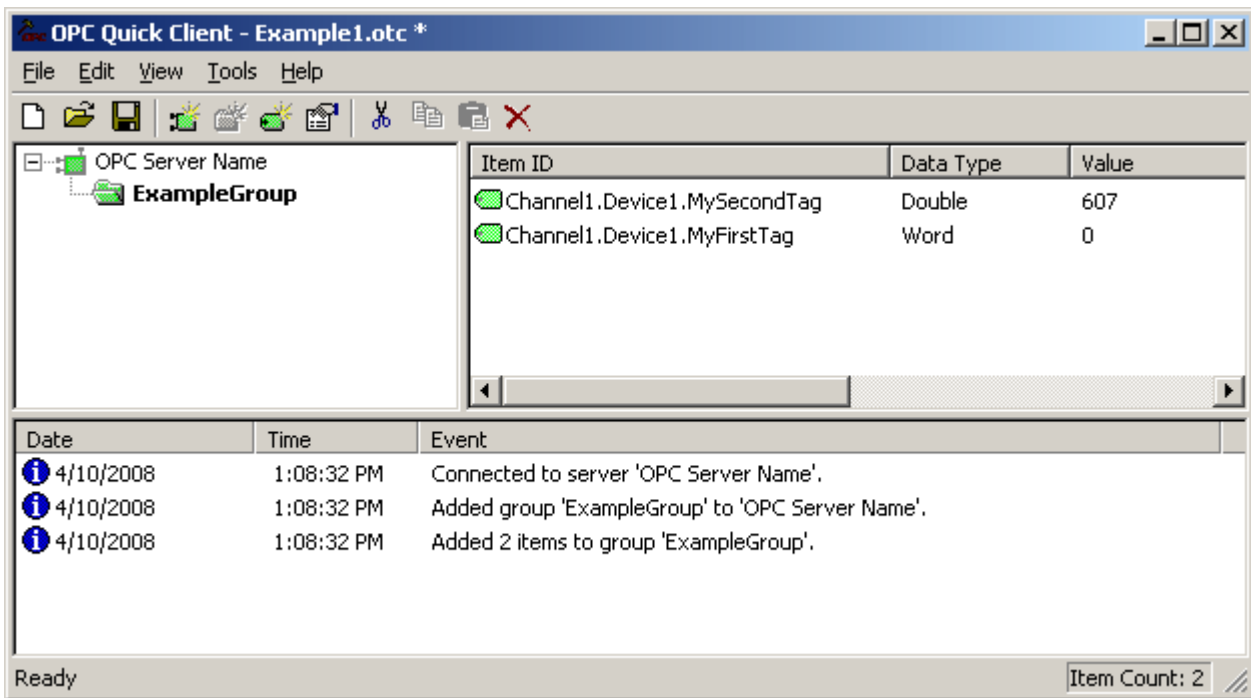 OPC Quick Client - Example1.otc *
File Edit View Tools Help
OPC Server Name
ExampleGroup
Item ID Data Type Value
Channel1.Device1.MySecondTag Double 607
Channel1.Device1.MyFirstTag Word 0
Date Time Event
4/10/2008 1:08:32 PM Connected to server 'OPC Server Name'.
4/10/2008 1:08:32 PM Added group 'ExampleGroup' to 'OPC Server Name'.
4/10/2008 1:08:32 PM Added 2 items to group 'ExampleGroup'.
Ready Item Count: 2